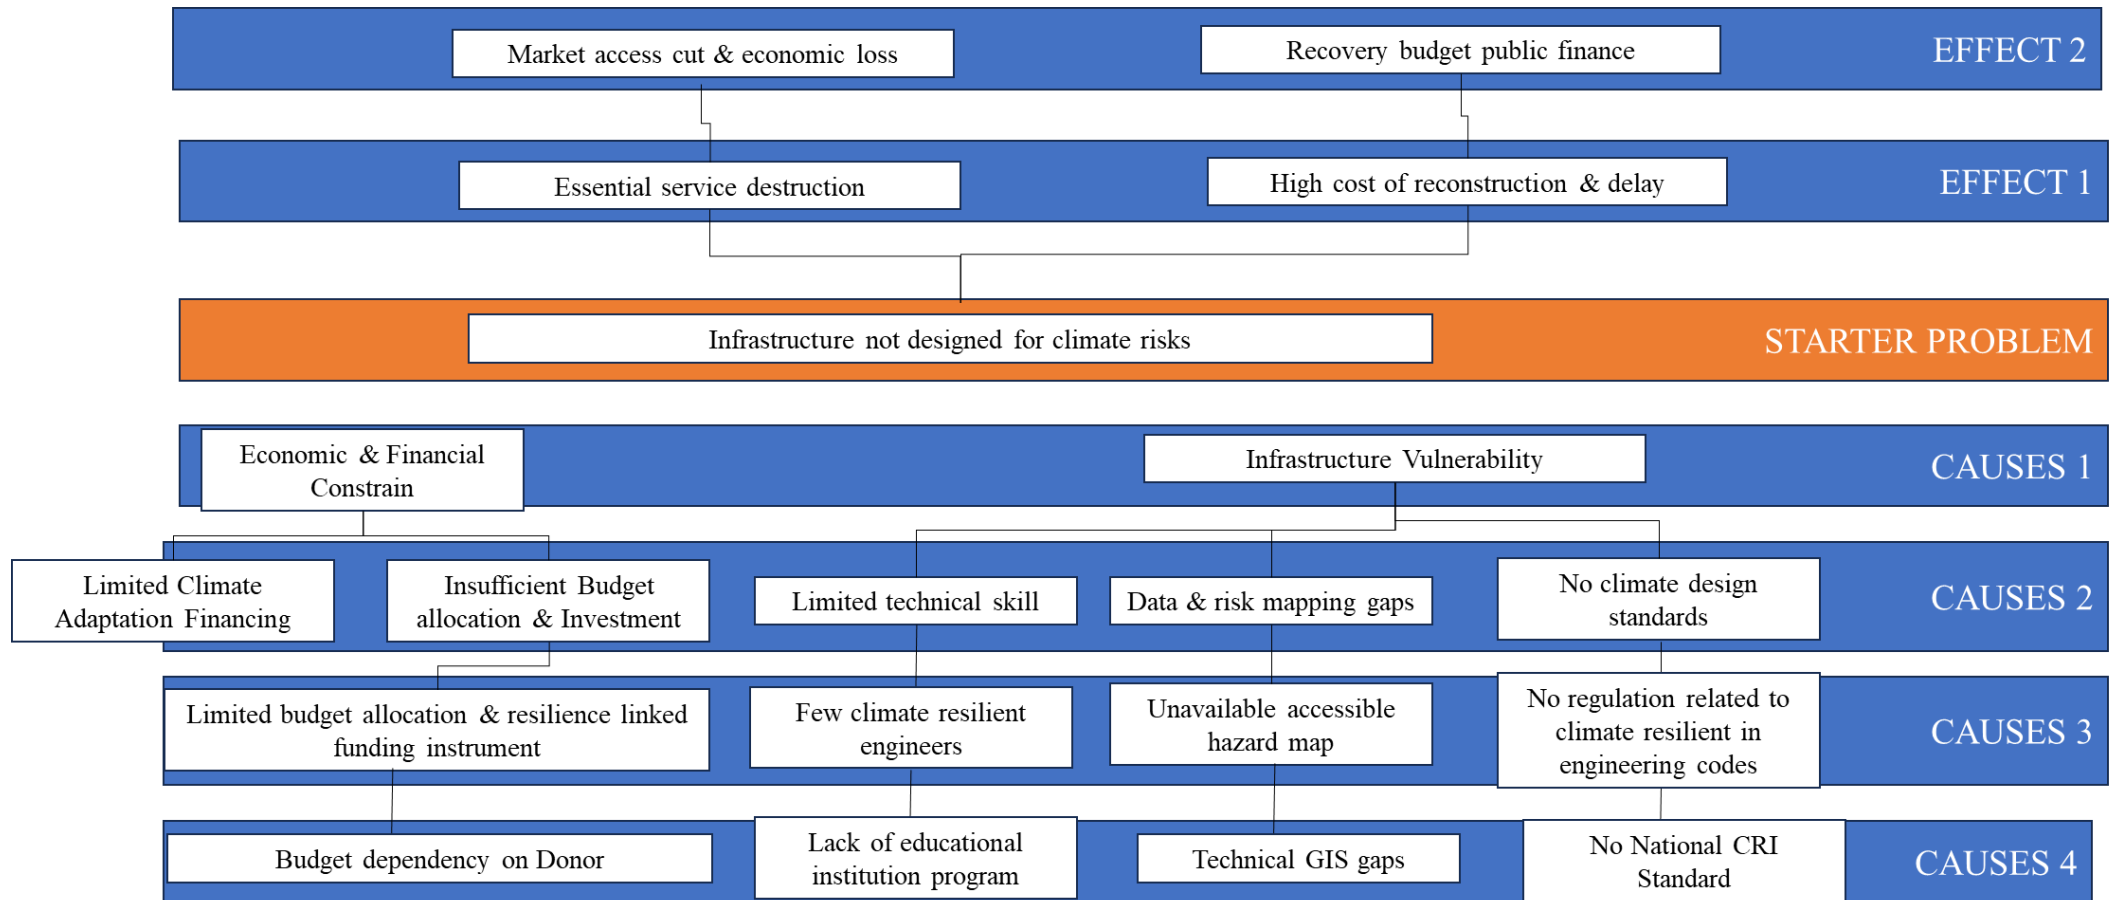 Market access cut & economic loss
Recovery budget public finance
EFFECT 2
Essential service destruction
High cost of reconstruction & delay
EFFECT 1
Infrastructure not designed for climate risks
STARTER PROBLEM
Economic & Financial
Constrain
Infrastructure Vulnerability
CAUSES 1
Limited Climate
Adaptation Financing
Insufficient Budget
allocation & Investment
Limited technical skill
Data & risk mapping gaps
No climate design
standards
CAUSES 2
Limited budget allocation & resilience linked
funding instrument
Few climate resilient
engineers
Unavailable accessible
hazard map
No regulation related to
climate resilient in
engineering codes
CAUSES 3
Budget dependency on Donor
Lack of educational
institution program
Technical GIS gaps
No National CRI
Standard
CAUSES 4